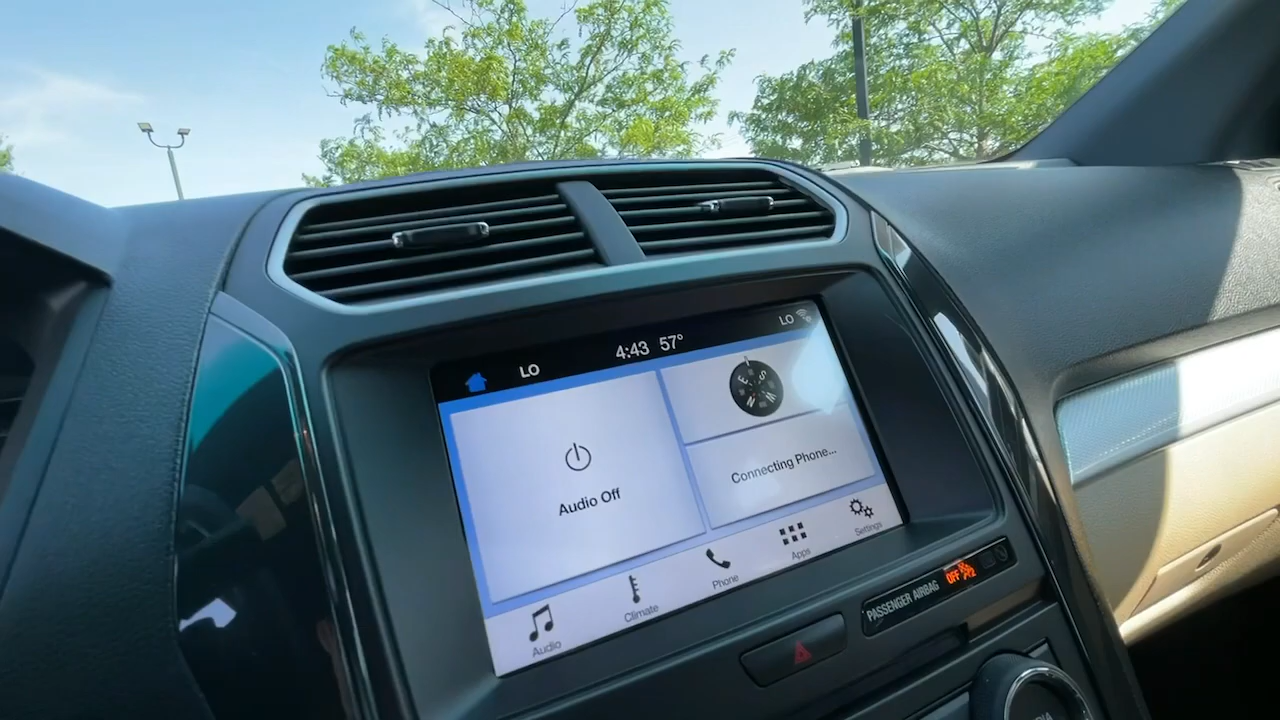 LO 4:43 57° LO
Audio Off
Connecting Phone...
Audio Climate Phone Apps Settings
PASSENGER AIRBAG OFF